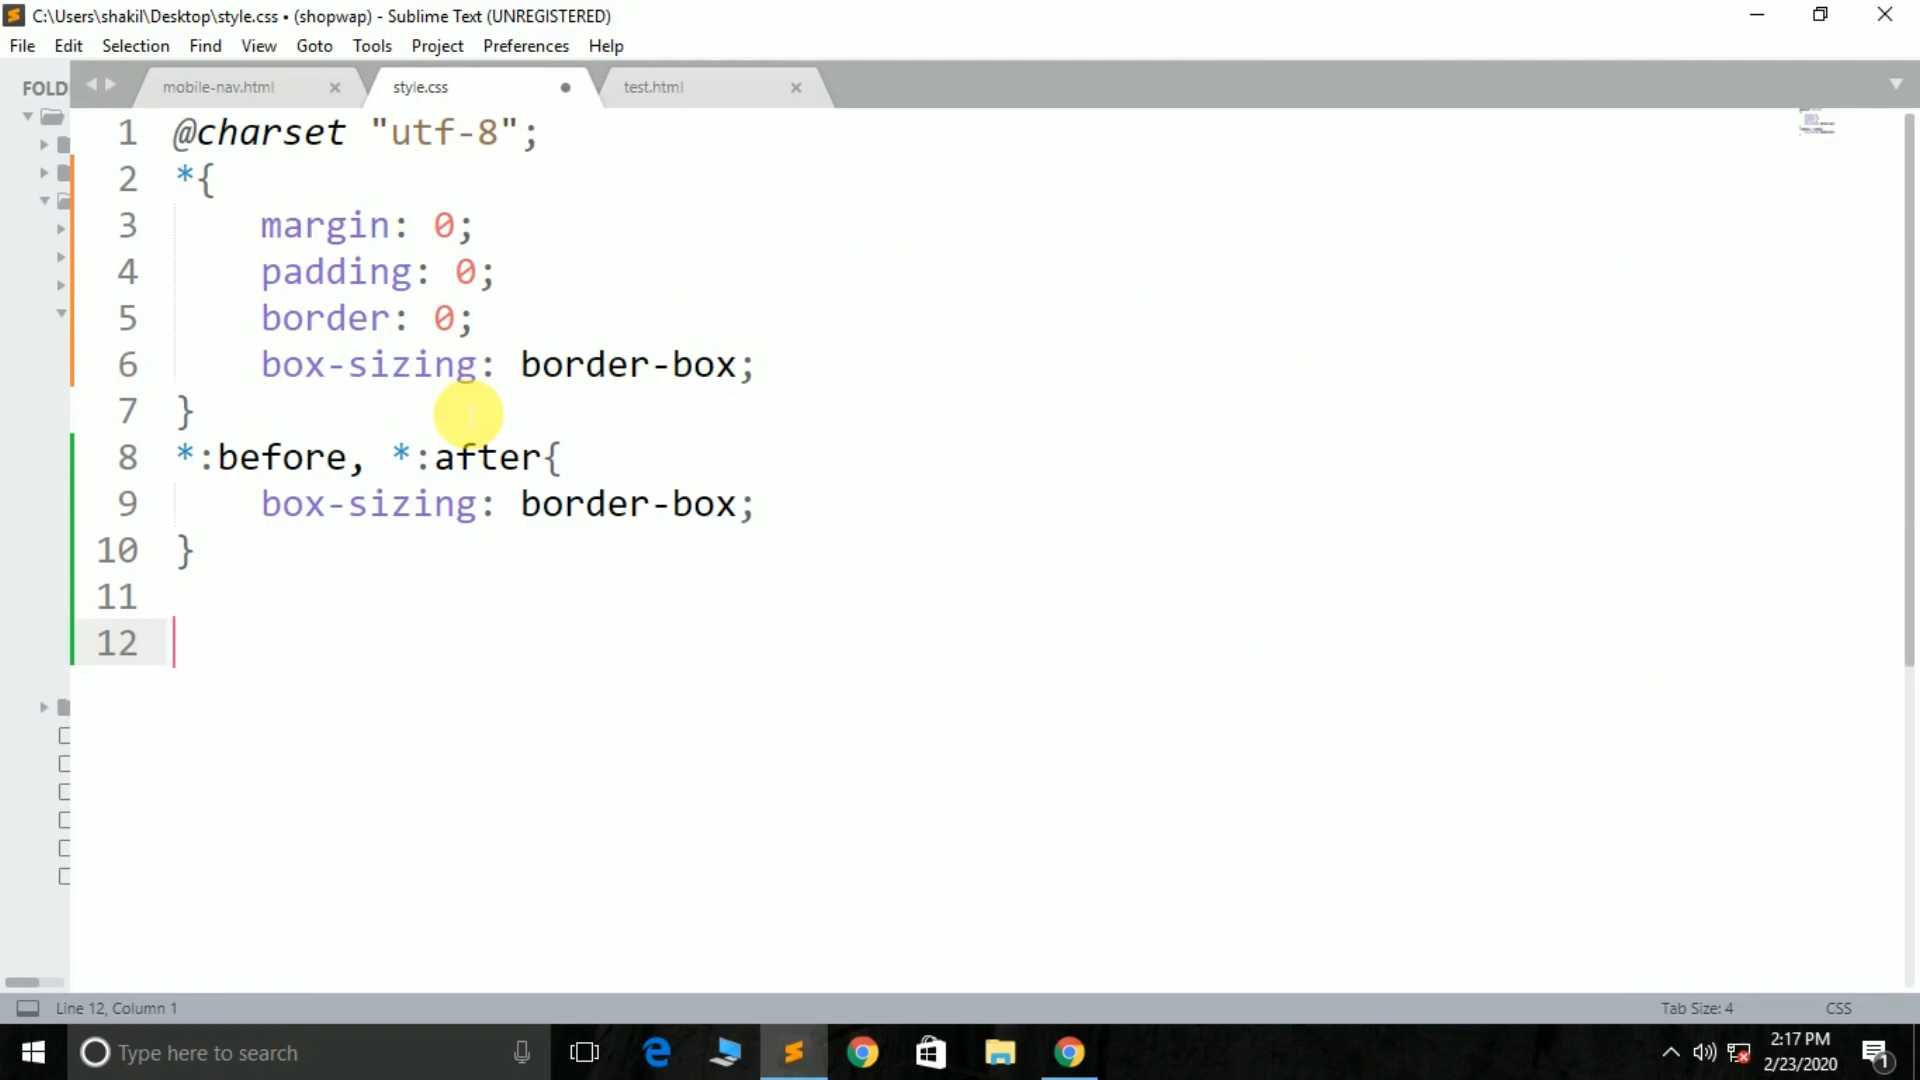 C:\Users\shakil\Desktop\style.css • (shopwap) - Sublime Text (UNREGISTERED)
File Edit Selection Find View Goto Tools Project Preferences Help
FOLD
mobile-nav.html style.css test.html
1 @charset "utf-8";
2 *{
3 margin: 0;
4 padding: 0;
5 border: 0;
6 box-sizing: border-box;
7 }
8 *:before, *:after{
9 box-sizing: border-box;
10 }
11
12
Line 12, Column 1 Tab Size: 4 CSS
Type here to search
2:17 PM
2/23/2020
1